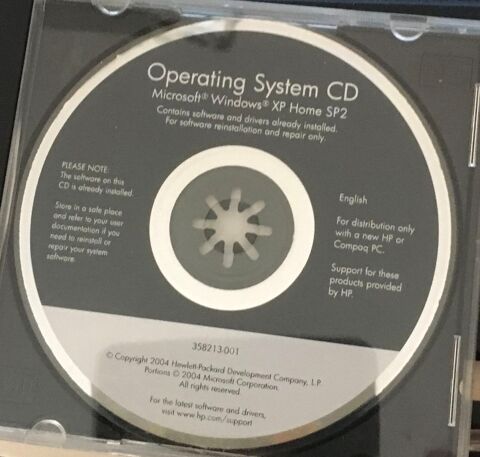 Operating System CD
Microsoft® Windows® XP Home SP2
Contains software and drivers already installed.
For software reinstallation and repair only.
PLEASE NOTE:
The software on this
CD is already installed.
Store in a safe place
and refer to your user
documentation if you
need to reinstall or
repair your system
software.
English
For distribution only
with a new HP or
Compaq PC.
Support for these
products provided
by HP.
358213-001
© Copyright 2004 Hewlett-Packard Development Company, L.P.
Portions © 2004 Microsoft Corporation.
All rights reserved.
For the latest software and drivers,
visit www.hp.com/support